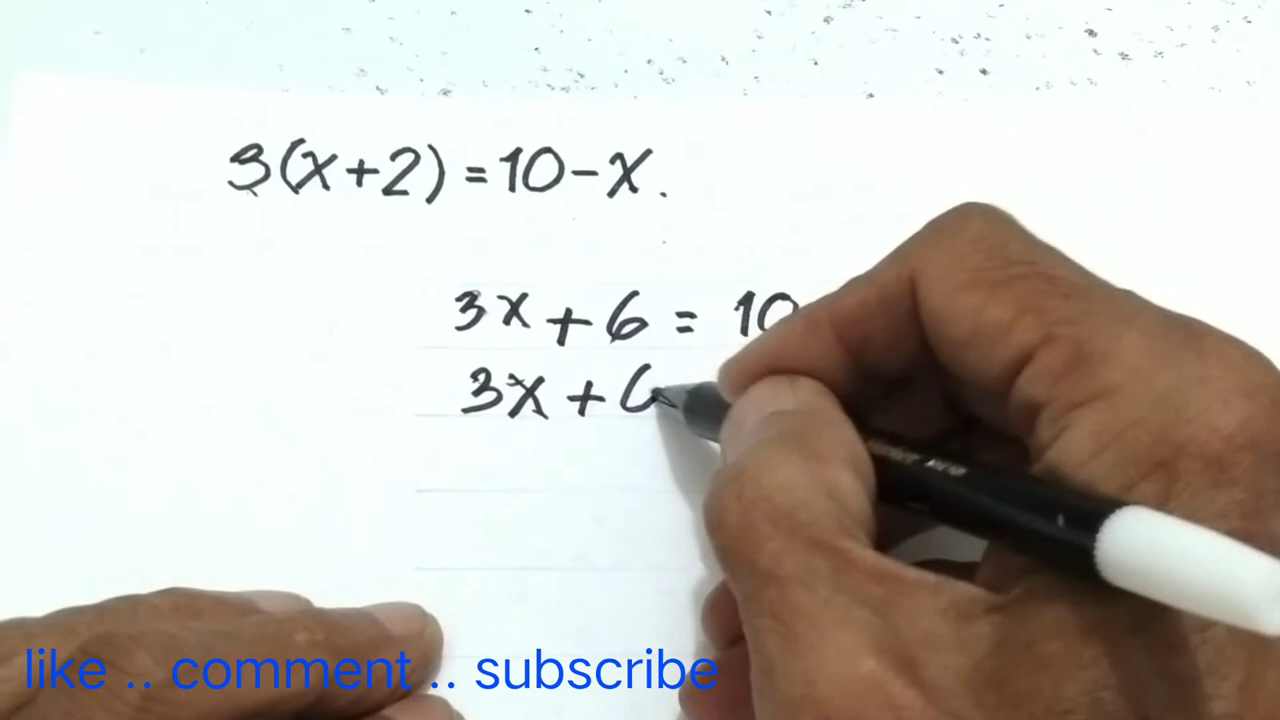 3(x+2) = 10-x.
3x + 6 = 10
3x + 6
like .. comment .. subscribe